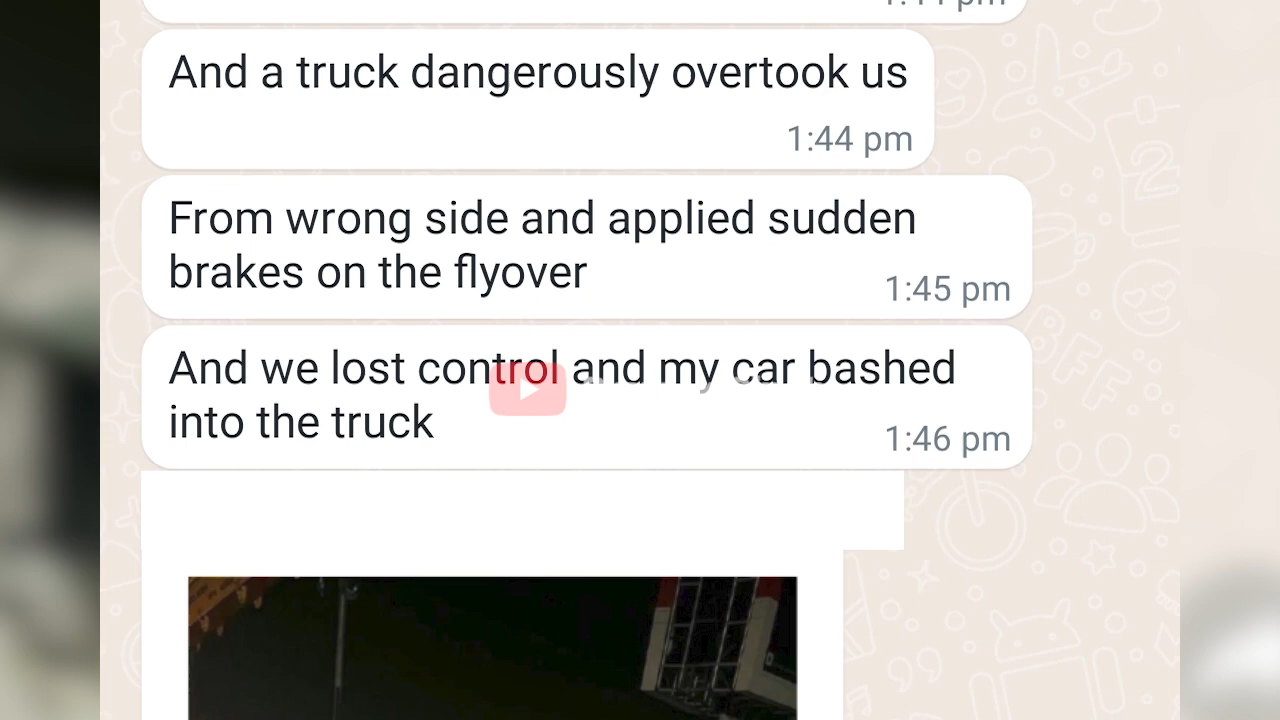 And a truck dangerously overtook us
1:44 pm
From wrong side and applied sudden
brakes on the flyover
1:45 pm
And we lost control and my car bashed
into the truck
1:46 pm